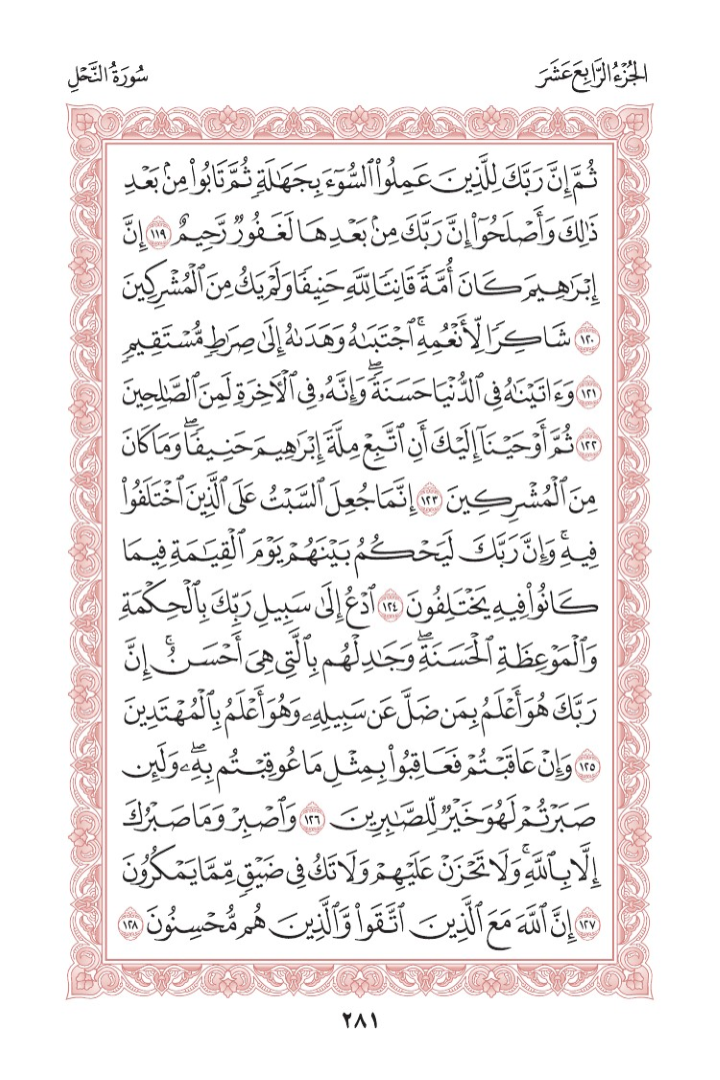 الجُزْءُ الرَّابِعَ عَشَرَ
سُورَةُ النَّحْلِ
ثُمَّ إِنَّ رَبَّكَ لِلَّذِينَ عَمِلُوا۟ ٱلسُّوٓءَ بِجَهَـٰلَةٍ ثُمَّ تَابُوا۟ مِنۢ بَعْدِ
ذَٰلِكَ وَأَصْلَحُوٓا۟ إِنَّ رَبَّكَ مِنۢ بَعْدِهَا لَغَفُورٌ رَّحِيمٌ ١١٩ إِنَّ
إِبْرَٰهِيمَ كَانَ أُمَّةً قَانِتًا لِّلَّهِ حَنِيفًا وَلَمْ يَكُ مِنَ ٱلْمُشْرِكِينَ
١٢٠ شَاكِرًا لِّأَنْعُمِهِ ۚ ٱجْتَبَىٰهُ وَهَدَىٰهُ إِلَىٰ صِرَٰطٍ مُّسْتَقِيمٍ
١٢١ وَءَاتَيْنَـٰهُ فِى ٱلدُّنْيَا حَسَنَةً ۖ وَإِنَّهُۥ فِى ٱلْـَٔاخِرَةِ لَمِنَ ٱلصَّـٰلِحِينَ
١٢٢ ثُمَّ أَوْحَيْنَآ إِلَيْكَ أَنِ ٱتَّبِعْ مِلَّةَ إِبْرَٰهِيمَ حَنِيفًا ۖ وَمَا كَانَ
مِنَ ٱلْمُشْرِكِينَ ١٢٣ إِنَّمَا جُعِلَ ٱلسَّبْتُ عَلَى ٱلَّذِينَ ٱخْتَلَفُوا۟
فِيهِ ۚ وَإِنَّ رَبَّكَ لَيَحْكُمُ بَيْنَهُمْ يَوْمَ ٱلْقِيَـٰمَةِ فِيمَا
كَانُوا۟ فِيهِ يَخْتَلِفُونَ ١٢٤ ٱدْعُ إِلَىٰ سَبِيلِ رَبِّكَ بِٱلْحِكْمَةِ
وَٱلْمَوْعِظَةِ ٱلْحَسَنَةِ ۖ وَجَـٰدِلْهُم بِٱلَّتِى هِىَ أَحْسَنُ ۚ إِنَّ
رَبَّكَ هُوَ أَعْلَمُ بِمَن ضَلَّ عَن سَبِيلِهِۦ وَهُوَ أَعْلَمُ بِٱلْمُهْتَدِينَ
١٢٥ وَإِنْ عَاقَبْتُمْ فَعَاقِبُوا۟ بِمِثْلِ مَا عُوقِبْتُم بِهِۦ ۖ وَلَئِن
صَبَرْتُمْ لَهُوَ خَيْرٌ لِّلصَّـٰبِرِينَ ١٢٦ وَٱصْبِرْ وَمَا صَبْرُكَ
إِلَّا بِٱللَّهِ ۚ وَلَا تَحْزَنْ عَلَيْهِمْ وَلَا تَكُ فِى ضَيْقٍ مِّمَّا يَمْكُرُونَ
١٢٧ إِنَّ ٱللَّهَ مَعَ ٱلَّذِينَ ٱتَّقَوا۟ وَّٱلَّذِينَ هُم مُّحْسِنُونَ ١٢٨
٢٨١